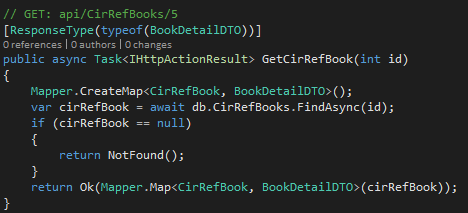 // GET: api/CirRefBooks/5
[ResponseType(typeof(BookDetailDTO))]
0 references | 0 authors | 0 changes
public async Task<IHttpActionResult> GetCirRefBook(int id)
{
    Mapper.CreateMap<CirRefBook, BookDetailDTO>();
    var cirRefBook = await db.CirRefBooks.FindAsync(id);
    if (cirRefBook == null)
    {
        return NotFound();
    }
    return Ok(Mapper.Map<CirRefBook, BookDetailDTO>(cirRefBook));
}